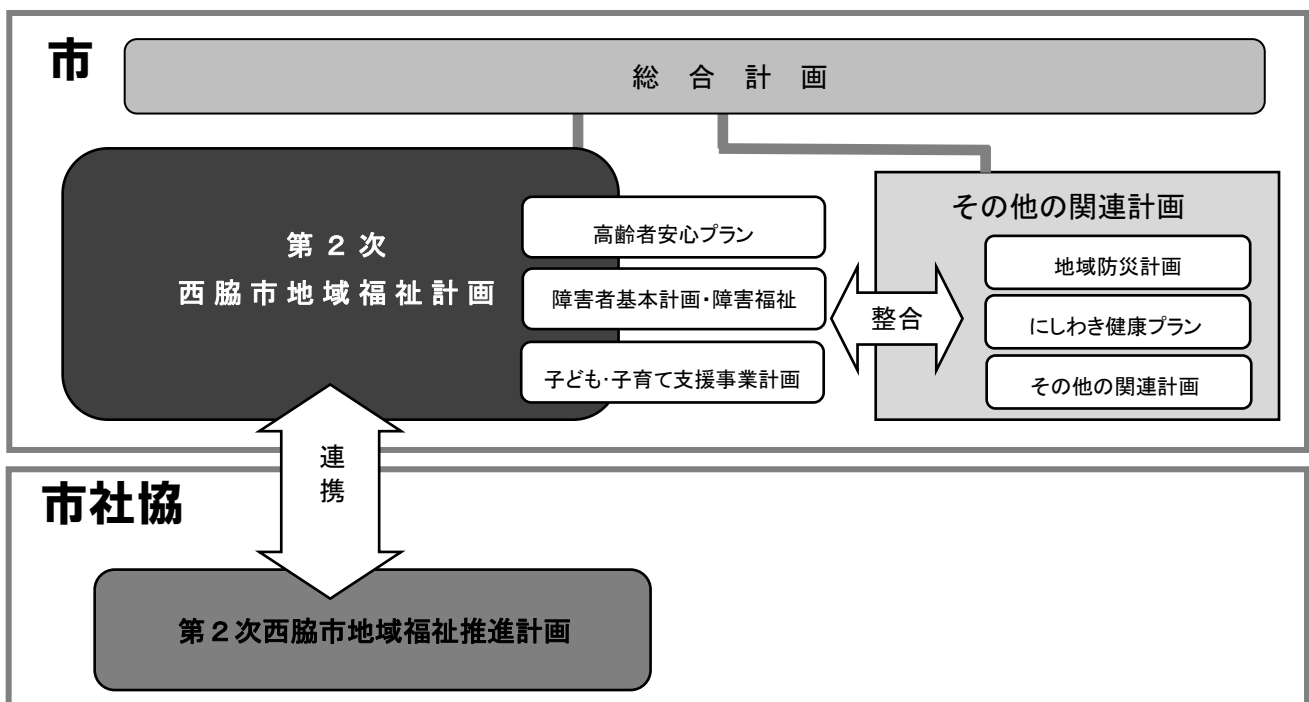 市
総合計画
第２次
西脇市地域福祉計画
高齢者安心プラン
障害者基本計画・障害福祉
子ども・子育て支援事業計画
整合
その他の関連計画
地域防災計画
にしわき健康プラン
その他の関連計画
連
携
市社協
第２次西脇市地域福祉推進計画